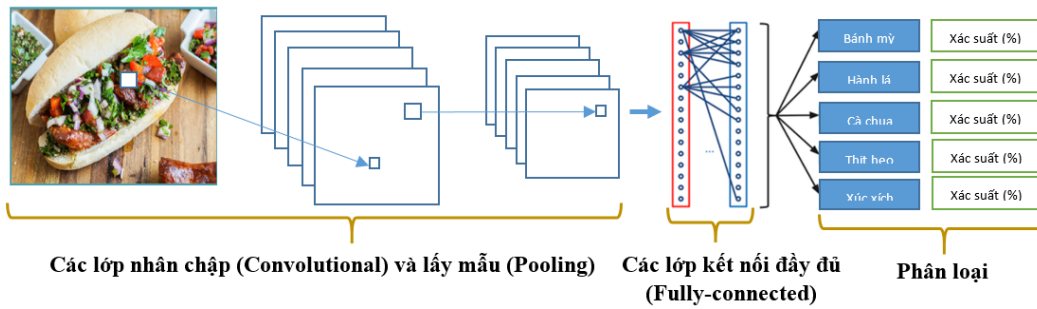 Bánh mỳ
Xác suất (%)
Hành lá
Xác suất (%)
Cà chua
Xác suất (%)
Thịt heo
Xác suất (%)
Xúc xích
Xác suất (%)
...
Các lớp nhân chập (Convolutional) và lấy mẫu (Pooling)
Các lớp kết nối đầy đủ
(Fully-connected)
Phân loại